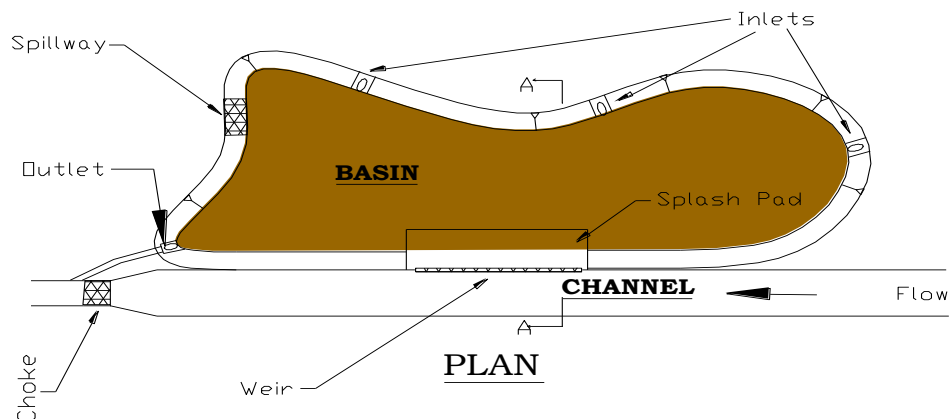 Inlets
Spillway
A
Outlet
BASIN
Splash Pad
CHANNEL
Flow
A
PLAN
Choke
Weir